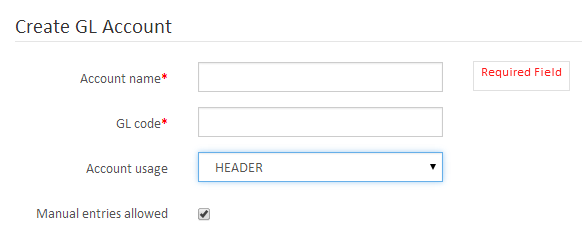 Create GL Account
Account name*
Required Field
GL code*
Account usage
HEADER
Manual entries allowed